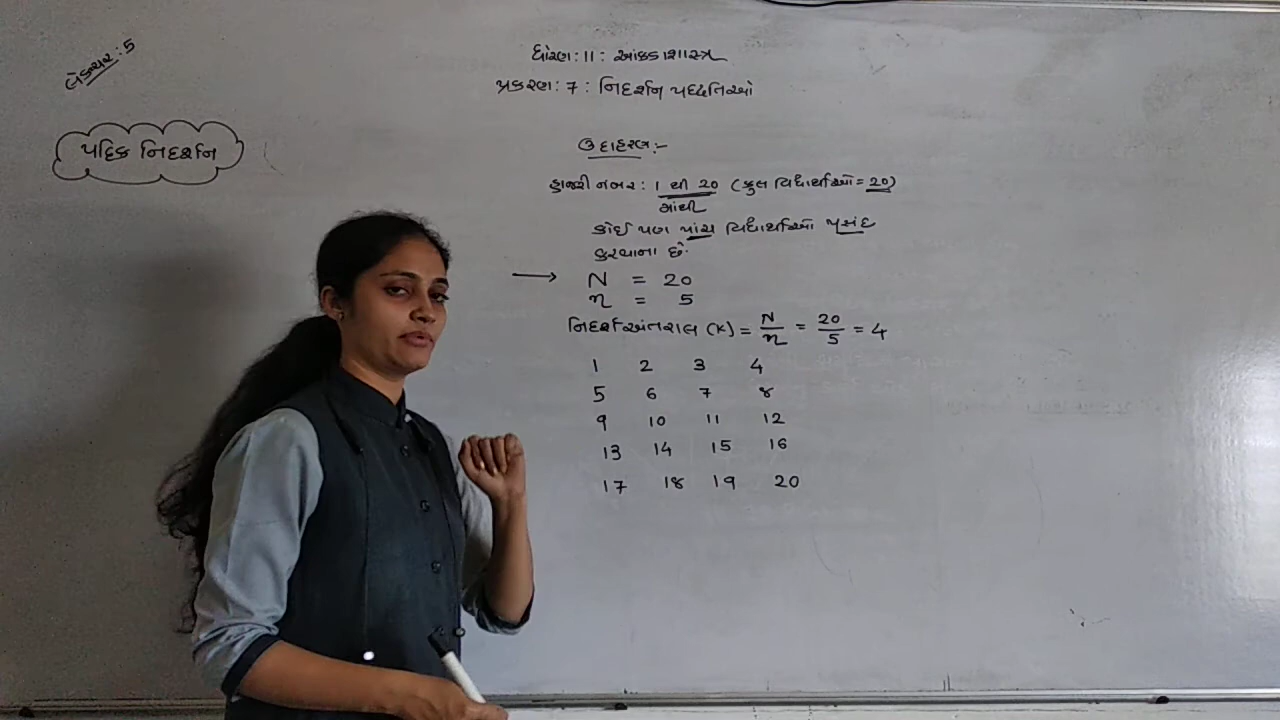 લેક્ચર : 5
ધોરણ : 11 : આંકડાશાસ્ત્ર
પ્રકરણ : 7 : નિદર્શન પધ્ધતિઓ
પદિક નિદર્શન
ઉદાહરણ :-
હાજરી નંબર : 1 થી 20 (કુલ વિદ્યાર્થીઓ = 20)
માંથી
કોઈ પણ પાંચ વિદ્યાર્થીઓ પસંદ
કરવાના છે.
→ N = 20
n = 5
નિદર્શ અંતરાલ (K) = N/n = 20/5 = 4
1 2 3 4
5 6 7 8
9 10 11 12
13 14 15 16
17 18 19 20